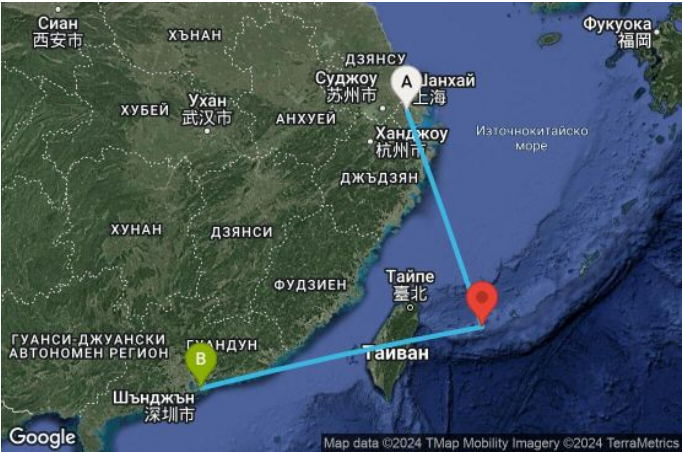 Сиан
西安市
ХЪНАН
Фукуока
福岡
ДЗЯНСУ
Суджоу
苏州市
A
Шанхай
上海
ХУБЕЙ
Ухан
武汉市
АНХУЕЙ
Ханджоу
杭州市
Източнокитайско
море
ДЖЪДЗЯН
ХУНАН
ДЗЯНСИ
ФУДЗИЕН
Тайпе
臺北
ГУАНСИ-ДЖУАНСКИ
АВТОНОМЕН РЕГИОН
ГУАНДУН
B
Тайван
Шънджън
深圳市
Google
Map data ©2024 TMap Mobility Imagery ©2024 TerraMetrics